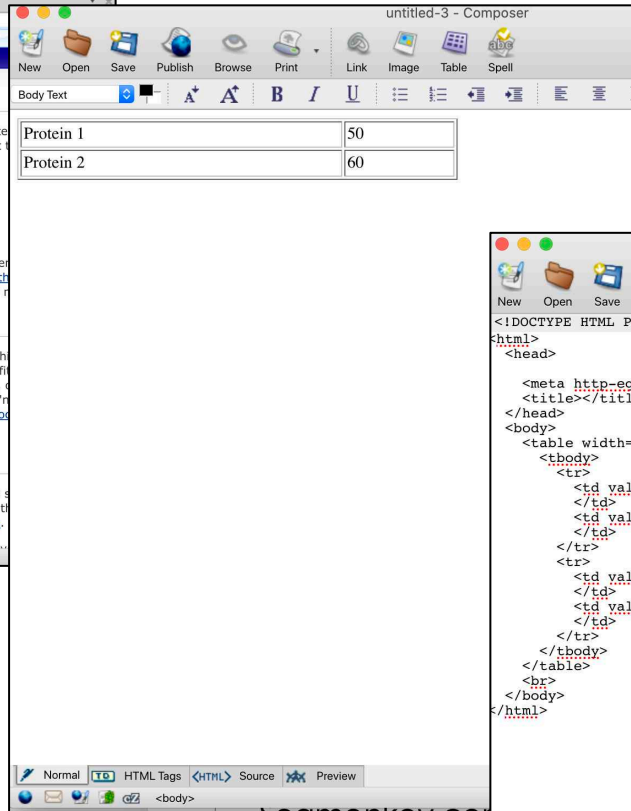 untitled-3 - Composer
New Open Save Publish Browse Print Link Image Table Spell
Body Text B I U
Protein 1 50
Protein 2 60
Normal TD HTML Tags <HTML> Source Preview
<body>
New Open Save
<!DOCTYPE HTML P
<html>
<head>
<meta http-eq
<title></titl
</head>
<body>
<table width=
<tbody>
<tr>
<td val
</td>
<td val
</td>
</tr>
<tr>
<td val
</td>
<td val
</td>
</tr>
</tbody>
</table>
<br>
</body>
</html>